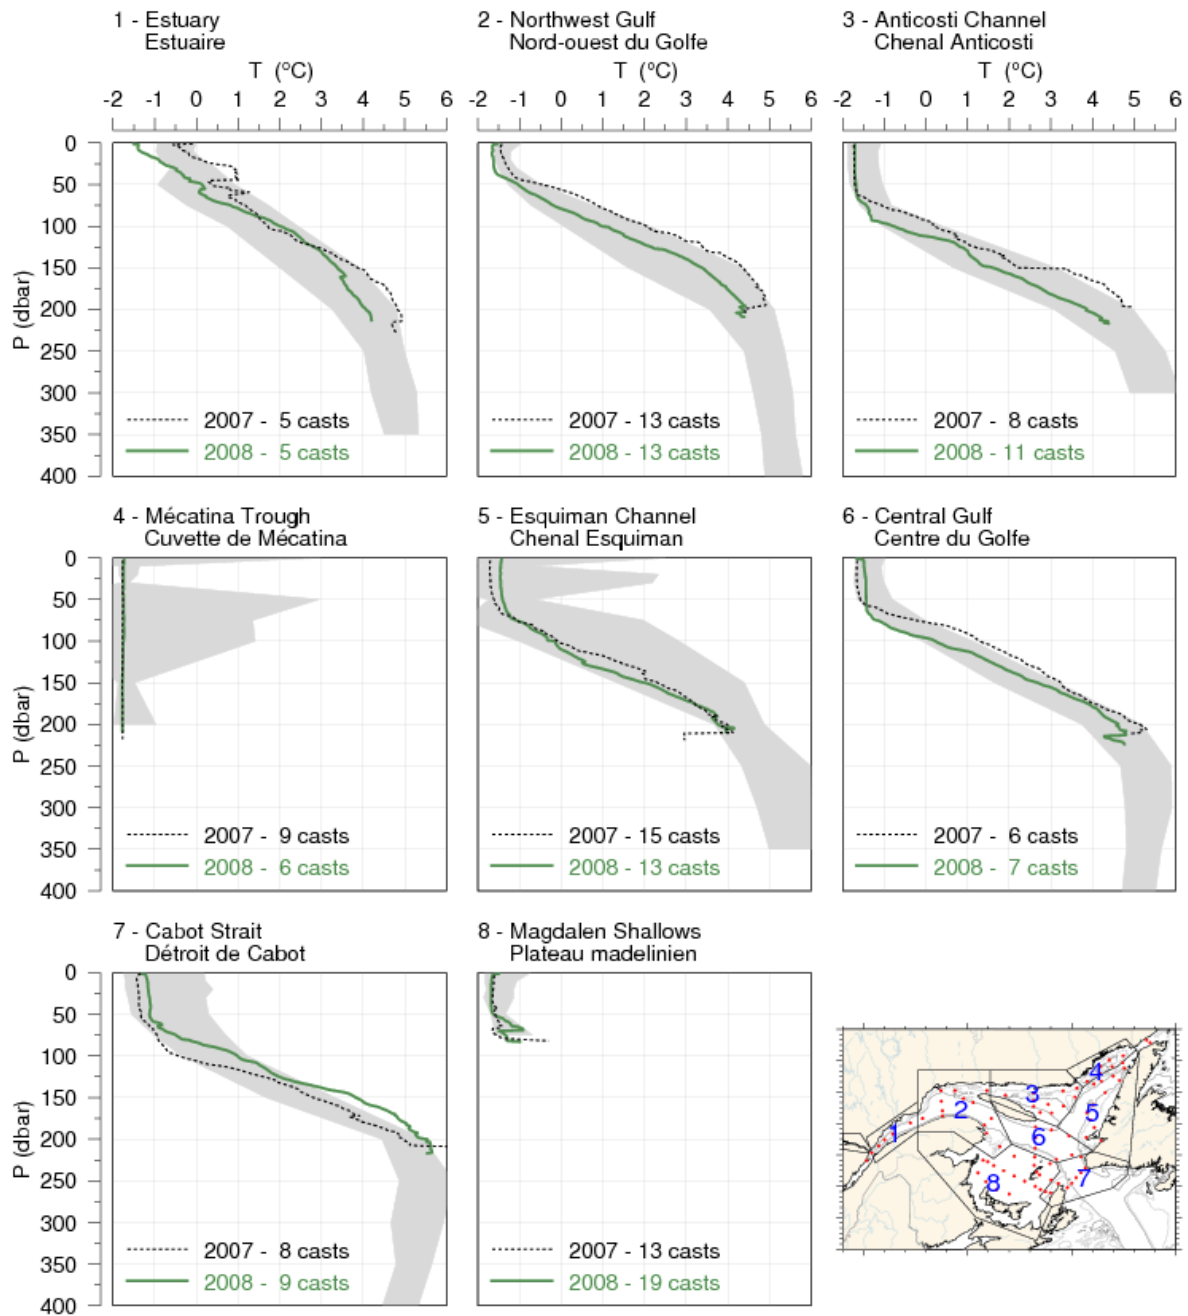 1 - Estuary
Estuaire
2 - Northwest Gulf
Nord-ouest du Golfe
3 - Anticosti Channel
Chenal Anticosti
T (°C)
T (°C)
T (°C)
-2 -1 0 1 2 3 4 5 6
-2 -1 0 1 2 3 4 5 6
-2 -1 0 1 2 3 4 5 6
P (dbar)
0
50
100
150
200
250
300
350
400
2007 - 5 casts
2008 - 5 casts
2007 - 13 casts
2008 - 13 casts
2007 - 8 casts
2008 - 11 casts
4 - Mécatina Trough
Cuvette de Mécatina
5 - Esquiman Channel
Chenal Esquiman
6 - Central Gulf
Centre du Golfe
P (dbar)
0
50
100
150
200
250
300
350
400
2007 - 9 casts
2008 - 6 casts
2007 - 15 casts
2008 - 13 casts
2007 - 6 casts
2008 - 7 casts
7 - Cabot Strait
Détroit de Cabot
8 - Magdalen Shallows
Plateau madelinien
P (dbar)
0
50
100
150
200
250
300
350
400
2007 - 8 casts
2008 - 9 casts
2007 - 13 casts
2008 - 19 casts
4
3
5
2
1
6
7
8